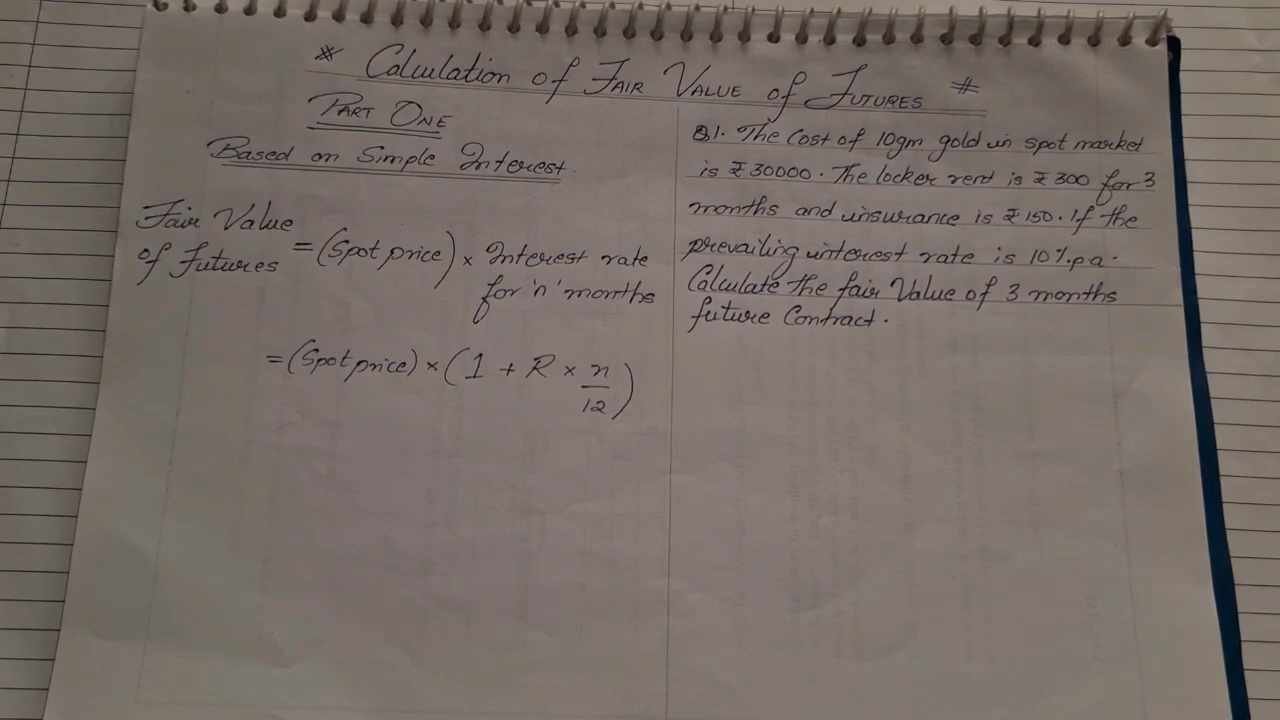 * Calculation of FAIR VALUE of FUTURES *
PART ONE
Based on Simple Interest.
Fair Value
of Futures = (Spot price) × Interest rate
for 'n' months
= (Spot price) × (1 + R × n/12)
Q1. The Cost of 10gm gold in spot market
is ₹30000. The locker rent is ₹300 for 3
months and insurance is ₹150. If the
prevailing interest rate is 10% p.a.
Calculate the fair Value of 3 months
future Contract.